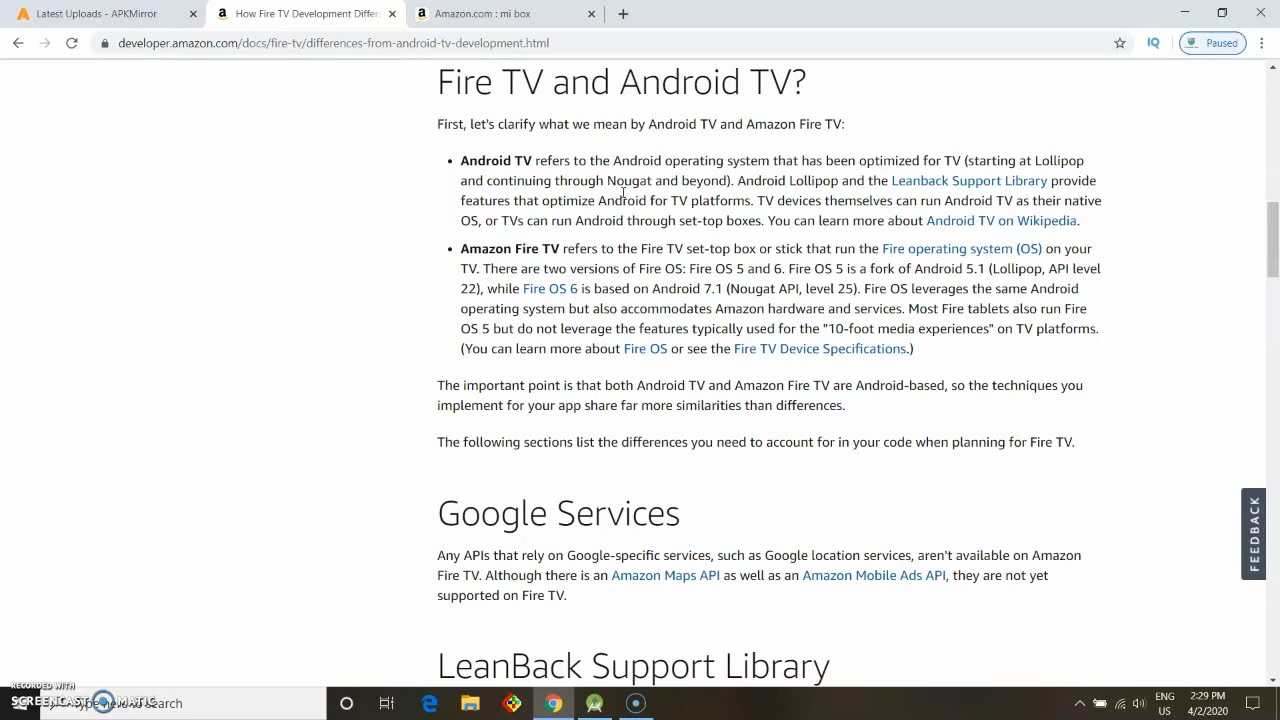 Latest Uploads - APKMirror
How Fire TV Development Differ
Amazon.com : mi box
developer.amazon.com/docs/fire-tv/differences-from-android-tv-development.html
IQ
Paused
Fire TV and Android TV?
First, let's clarify what we mean by Android TV and Amazon Fire TV:
• Android TV refers to the Android operating system that has been optimized for TV (starting at Lollipop
and continuing through Nougat and beyond). Android Lollipop and the Leanback Support Library provide
features that optimize Android for TV platforms. TV devices themselves can run Android TV as their native
OS, or TVs can run Android through set-top boxes. You can learn more about Android TV on Wikipedia.
• Amazon Fire TV refers to the Fire TV set-top box or stick that run the Fire operating system (OS) on your
TV. There are two versions of Fire OS: Fire OS 5 and 6. Fire OS 5 is a fork of Android 5.1 (Lollipop, API level
22), while Fire OS 6 is based on Android 7.1 (Nougat API, level 25). Fire OS leverages the same Android
operating system but also accommodates Amazon hardware and services. Most Fire tablets also run Fire
OS 5 but do not leverage the features typically used for the "10-foot media experiences" on TV platforms.
(You can learn more about Fire OS or see the Fire TV Device Specifications.)
The important point is that both Android TV and Amazon Fire TV are Android-based, so the techniques you
implement for your app share far more similarities than differences.
The following sections list the differences you need to account for in your code when planning for Fire TV.
Google Services
Any APIs that rely on Google-specific services, such as Google location services, aren't available on Amazon
Fire TV. Although there is an Amazon Maps API as well as an Amazon Mobile Ads API, they are not yet
supported on Fire TV.
LeanBack Support Library
FEEDBACK
RECORDED WITH
SCREENCAST MATIC
here to search
ENG
US
2:29 PM
4/2/2020